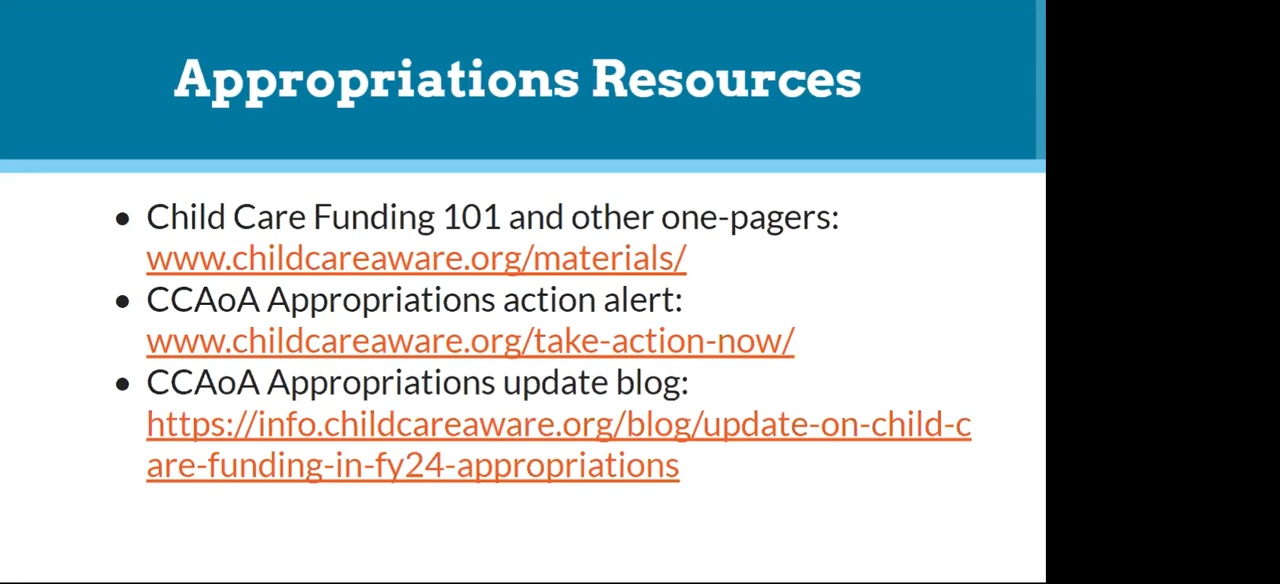 Appropriations Resources
• Child Care Funding 101 and other one-pagers:
www.childcareaware.org/materials/
• CCAoA Appropriations action alert:
www.childcareaware.org/take-action-now/
• CCAoA Appropriations update blog:
https://info.childcareaware.org/blog/update-on-child-c
are-funding-in-fy24-appropriations